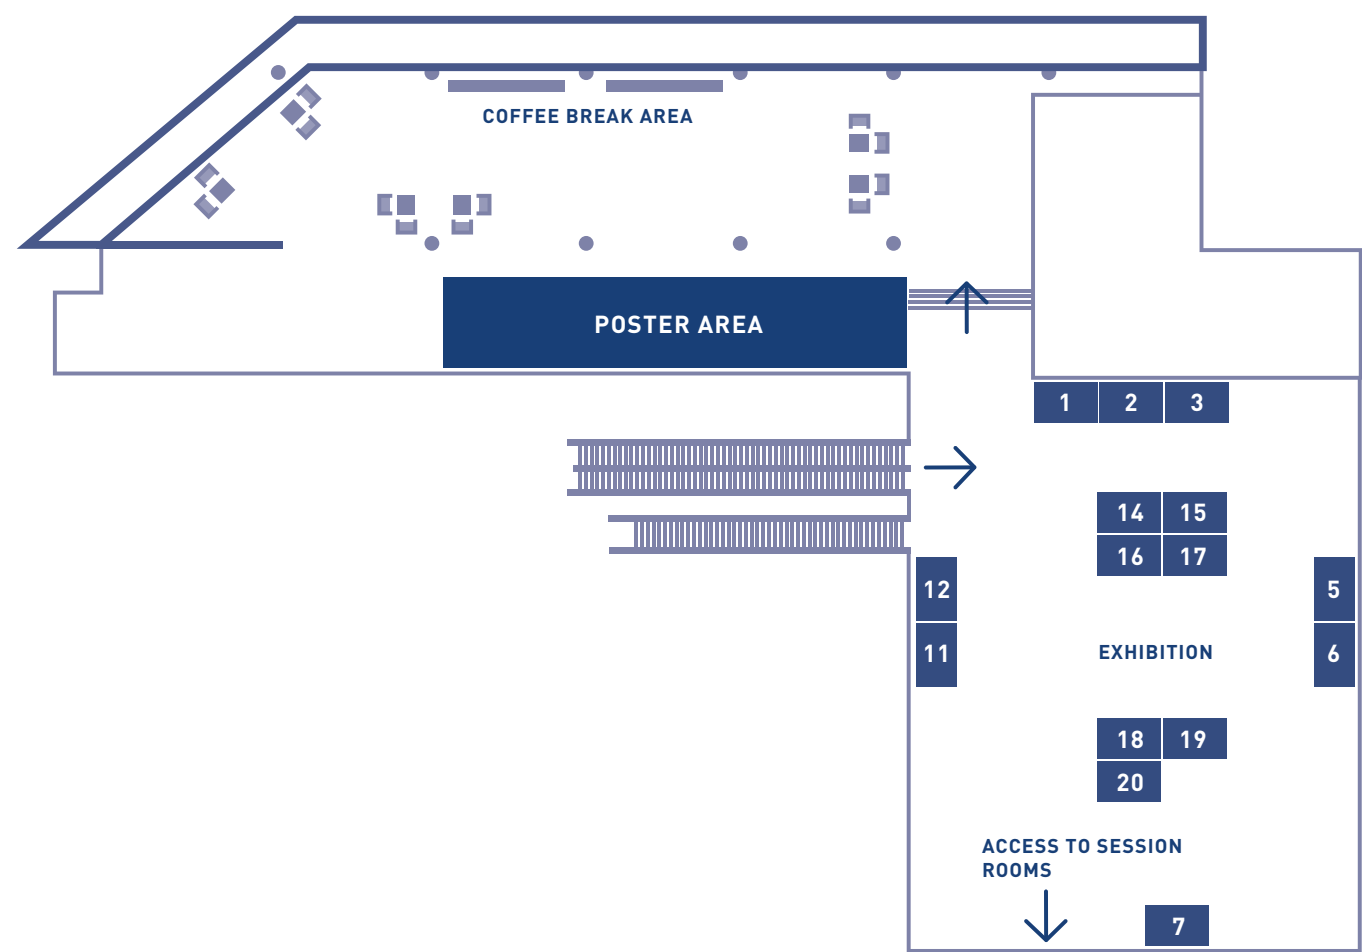 COFFEE BREAK AREA
POSTER AREA
1 2 3
14 15
16 17
12
5
11
EXHIBITION
6
18 19
20
ACCESS TO SESSION
ROOMS
7